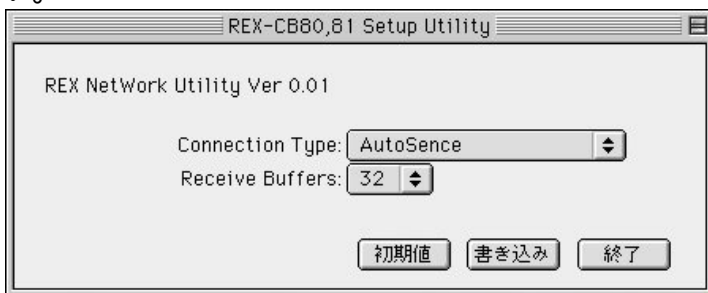 REX-CB80,81 Setup Utility
REX NetWork Utility Ver 0.01
Connection Type: AutoSence
Receive Buffers: 32
初期値 書き込み 終了